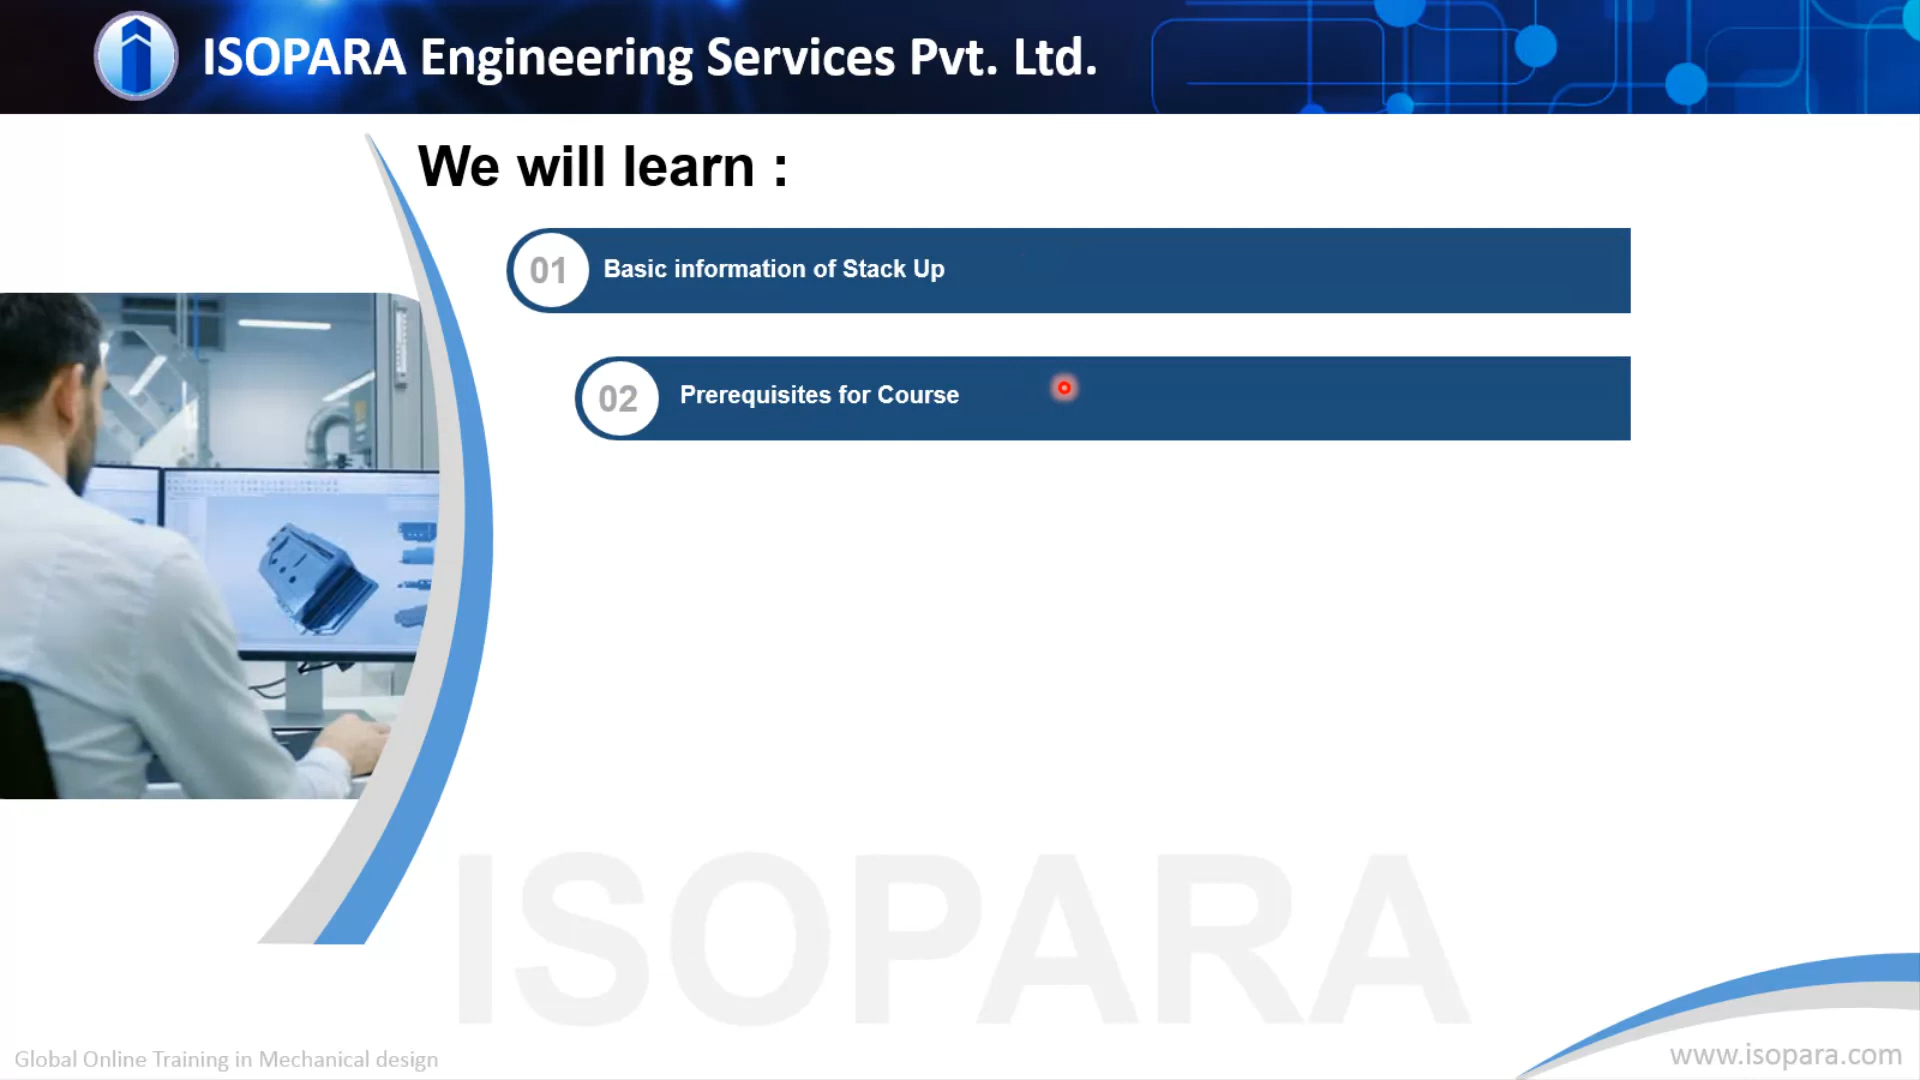 ISOPARA Engineering Services Pvt. Ltd.
We will learn :
01 Basic information of Stack Up
02 Prerequisites for Course
ISOPARA
Global Online Training in Mechanical design
www.isopara.com